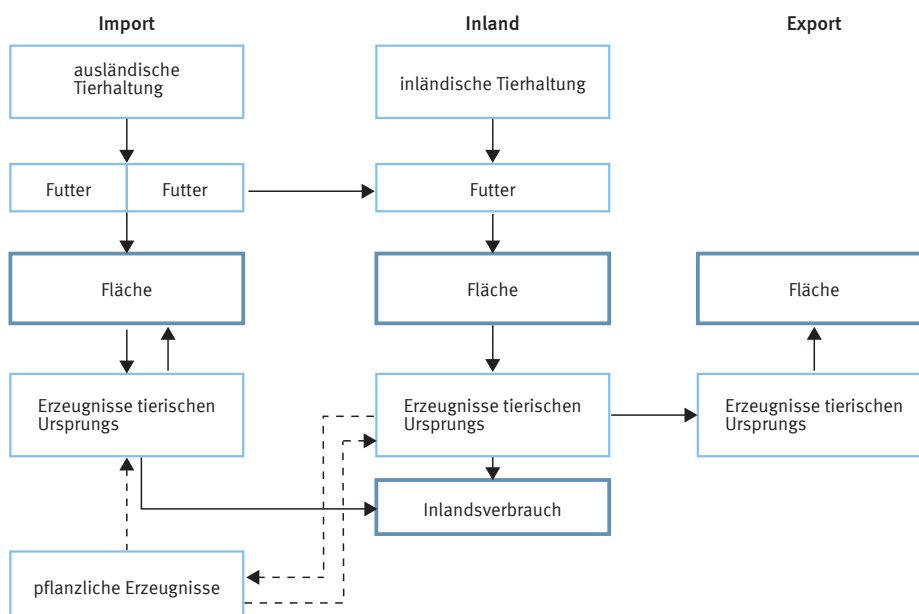 Import
Inland
Export
ausländische
Tierhaltung
inländische Tierhaltung
Futter
Futter
Futter
Fläche
Fläche
Fläche
Erzeugnisse tierischen
Ursprungs
Erzeugnisse tierischen
Ursprungs
Erzeugnisse tierischen
Ursprungs
Inlandsverbrauch
pflanzliche Erzeugnisse